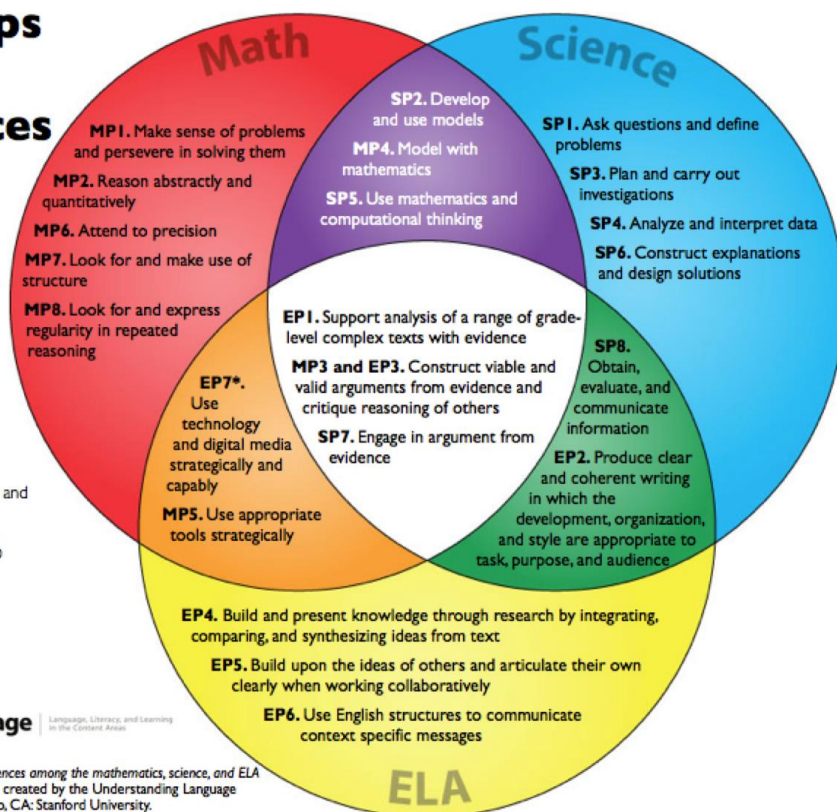 ps
ces
Math
Science
MP1. Make sense of problems
and persevere in solving them
MP2. Reason abstractly and
quantitatively
MP6. Attend to precision
MP7. Look for and make use of
structure
MP8. Look for and express
regularity in repeated
reasoning
SP2. Develop
and use models
MP4. Model with
mathematics
SP5. Use mathematics and
computational thinking
SP1. Ask questions and define
problems
SP3. Plan and carry out
investigations
SP4. Analyze and interpret data
SP6. Construct explanations
and design solutions
EP1. Support analysis of a range of grade-
level complex texts with evidence
MP3 and EP3. Construct viable and
valid arguments from evidence and
critique reasoning of others
SP7. Engage in argument from
evidence
EP7*.
Use
technology
and digital media
strategically and
capably
MP5. Use appropriate
tools strategically
SP8.
Obtain,
evaluate, and
communicate
information
EP2. Produce clear
and coherent writing
in which the
development, organization,
and style are appropriate to
task, purpose, and audience
and
EP4. Build and present knowledge through research by integrating,
comparing, and synthesizing ideas from text
EP5. Build upon the ideas of others and articulate their own
clearly when working collaboratively
EP6. Use English structures to communicate
context specific messages
ELA
age
Language, Literacy, and Learning
in the Content Areas
ences among the mathematics, science, and ELA
created by the Understanding Language
o, CA: Stanford University.